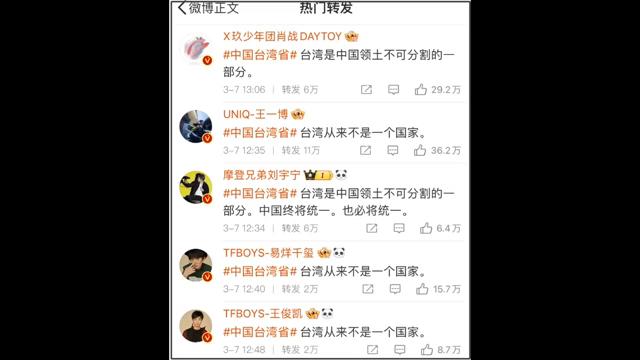 微博正文 热门转发
X玖少年团肖战DAYTOY
#中国台湾省# 台湾是中国领土不可分割的一
部分。
3-7 13:06 转发 6万 29.2万
UNIQ-王一博
#中国台湾省# 台湾从来不是一个国家。
3-7 12:35 转发 11万 36.2万
摩登兄弟刘宇宁 1
#中国台湾省# 台湾是中国领土不可分割的一
部分。中国终将统一。也必将统一。
3-7 12:34 转发 6万 6.4万
TFBOYS-易烊千玺
#中国台湾省# 台湾从来不是一个国家。
3-7 12:40 转发 2万 15.7万
TFBOYS-王俊凯
#中国台湾省# 台湾从来不是一个国家。
3-7 12:48 转发 2万 8.7万